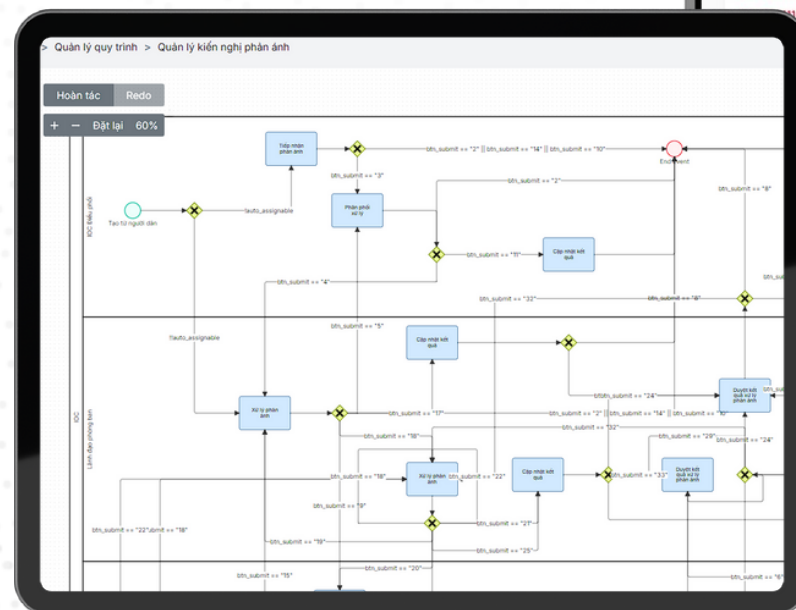 > Quản lý quy trình > Quản lý kiến nghị phản ánh
Hoàn tác Redo
+ − Đặt lại 60%
Tiếp nhận phản ánh
btn_submit == "2" || btn_submit == "14" || btn_submit == "10"
End event
btn_submit == "3"
btn_submit == "2"
btn_submit == "8"
IOC Điều phối
!auto_assignable
Phân phối xử lý
Tạo từ người dân
btn_submit == "11"
Cập nhật kết quả
btn_submit == "4"
btn_submit == "32"
btn_submit == "8"
btn_submit == "5"
!!auto_assignable
Cập nhật kết quả
btn_submit == "24"
Duyệt kết quả xử lý phản ánh
IOC
Lãnh đạo phòng ban
Xử lý phản ánh
btn_submit == "17"
btn_submit == "2" || btn_submit == "14" || btn_submit == "10"
btn_submit == "18"
btn_submit == "32"
btn_submit == "29"
btn_submit == "24"
btn_submit == "18"
Xử lý phản ánh
btn_submit == "22"
Cập nhật kết quả
btn_submit == "33"
Duyệt kết quả xử lý phản ánh
btn_submit == "9"
btn_submit == "22"
btn_submit == "18"
btn_submit == "21"
btn_submit == "19"
btn_submit == "25"
btn_submit == "15"
btn_submit == "20"
btn_submit == "6"